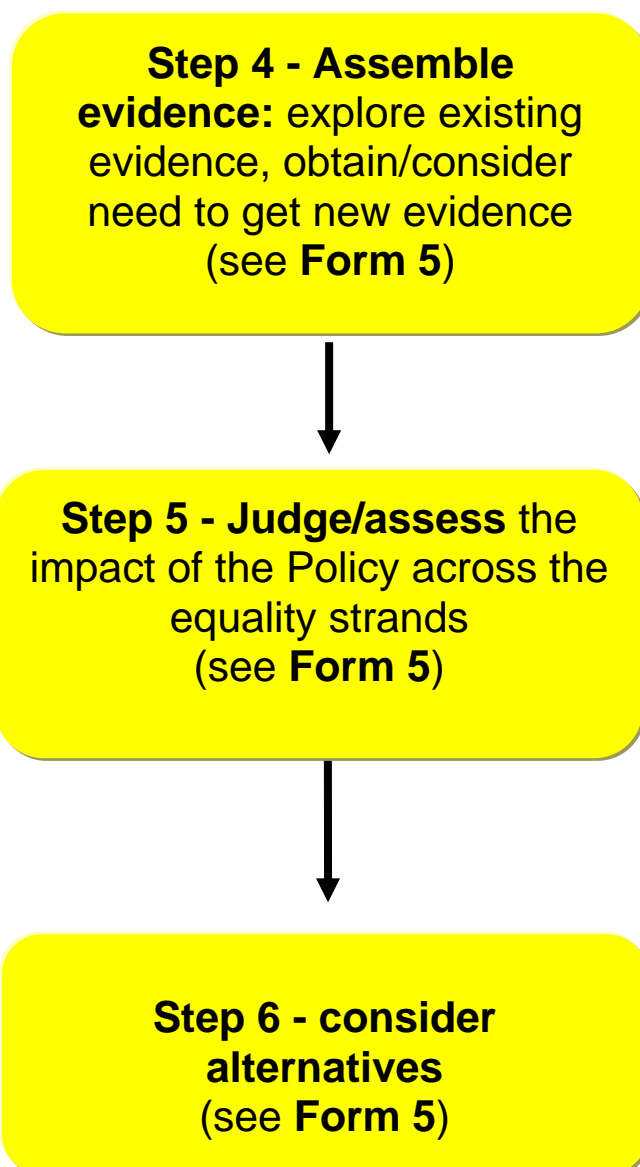 Step 4 - Assemble
evidence: explore existing
evidence, obtain/consider
need to get new evidence
(see Form 5)
Step 5 - Judge/assess the
impact of the Policy across the
equality strands
(see Form 5)
Step 6 - consider
alternatives
(see Form 5)